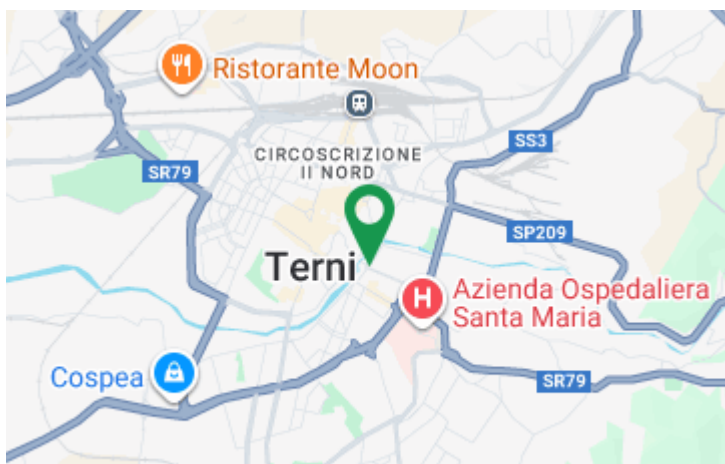 Ristorante Moon
CIRCOSCRIZIONE
II NORD
SS3
SR79
SP209
Terni
H
Azienda Ospedaliera
Santa Maria
Cospea
SR79